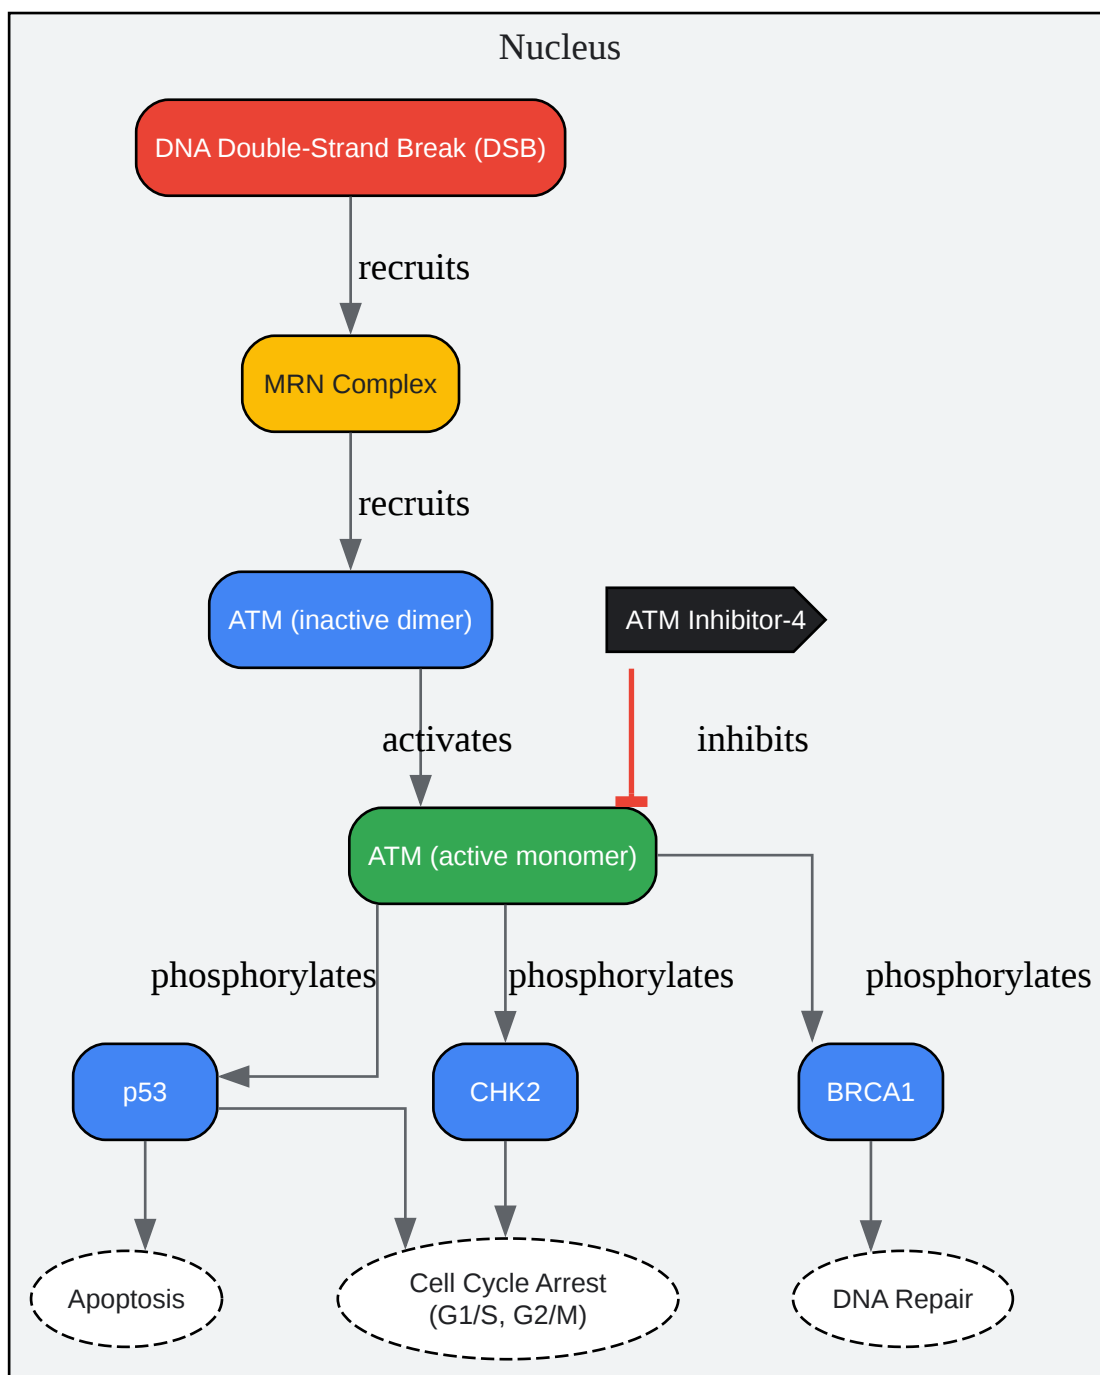 Nucleus
DNA Double-Strand Break (DSB)
recruits
MRN Complex
recruits
ATM (inactive dimer)
ATM Inhibitor-4
activates
inhibits
ATM (active monomer)
phosphorylates
phosphorylates
phosphorylates
p53
CHK2
BRCA1
Apoptosis
Cell Cycle Arrest
(G1/S, G2/M)
DNA Repair